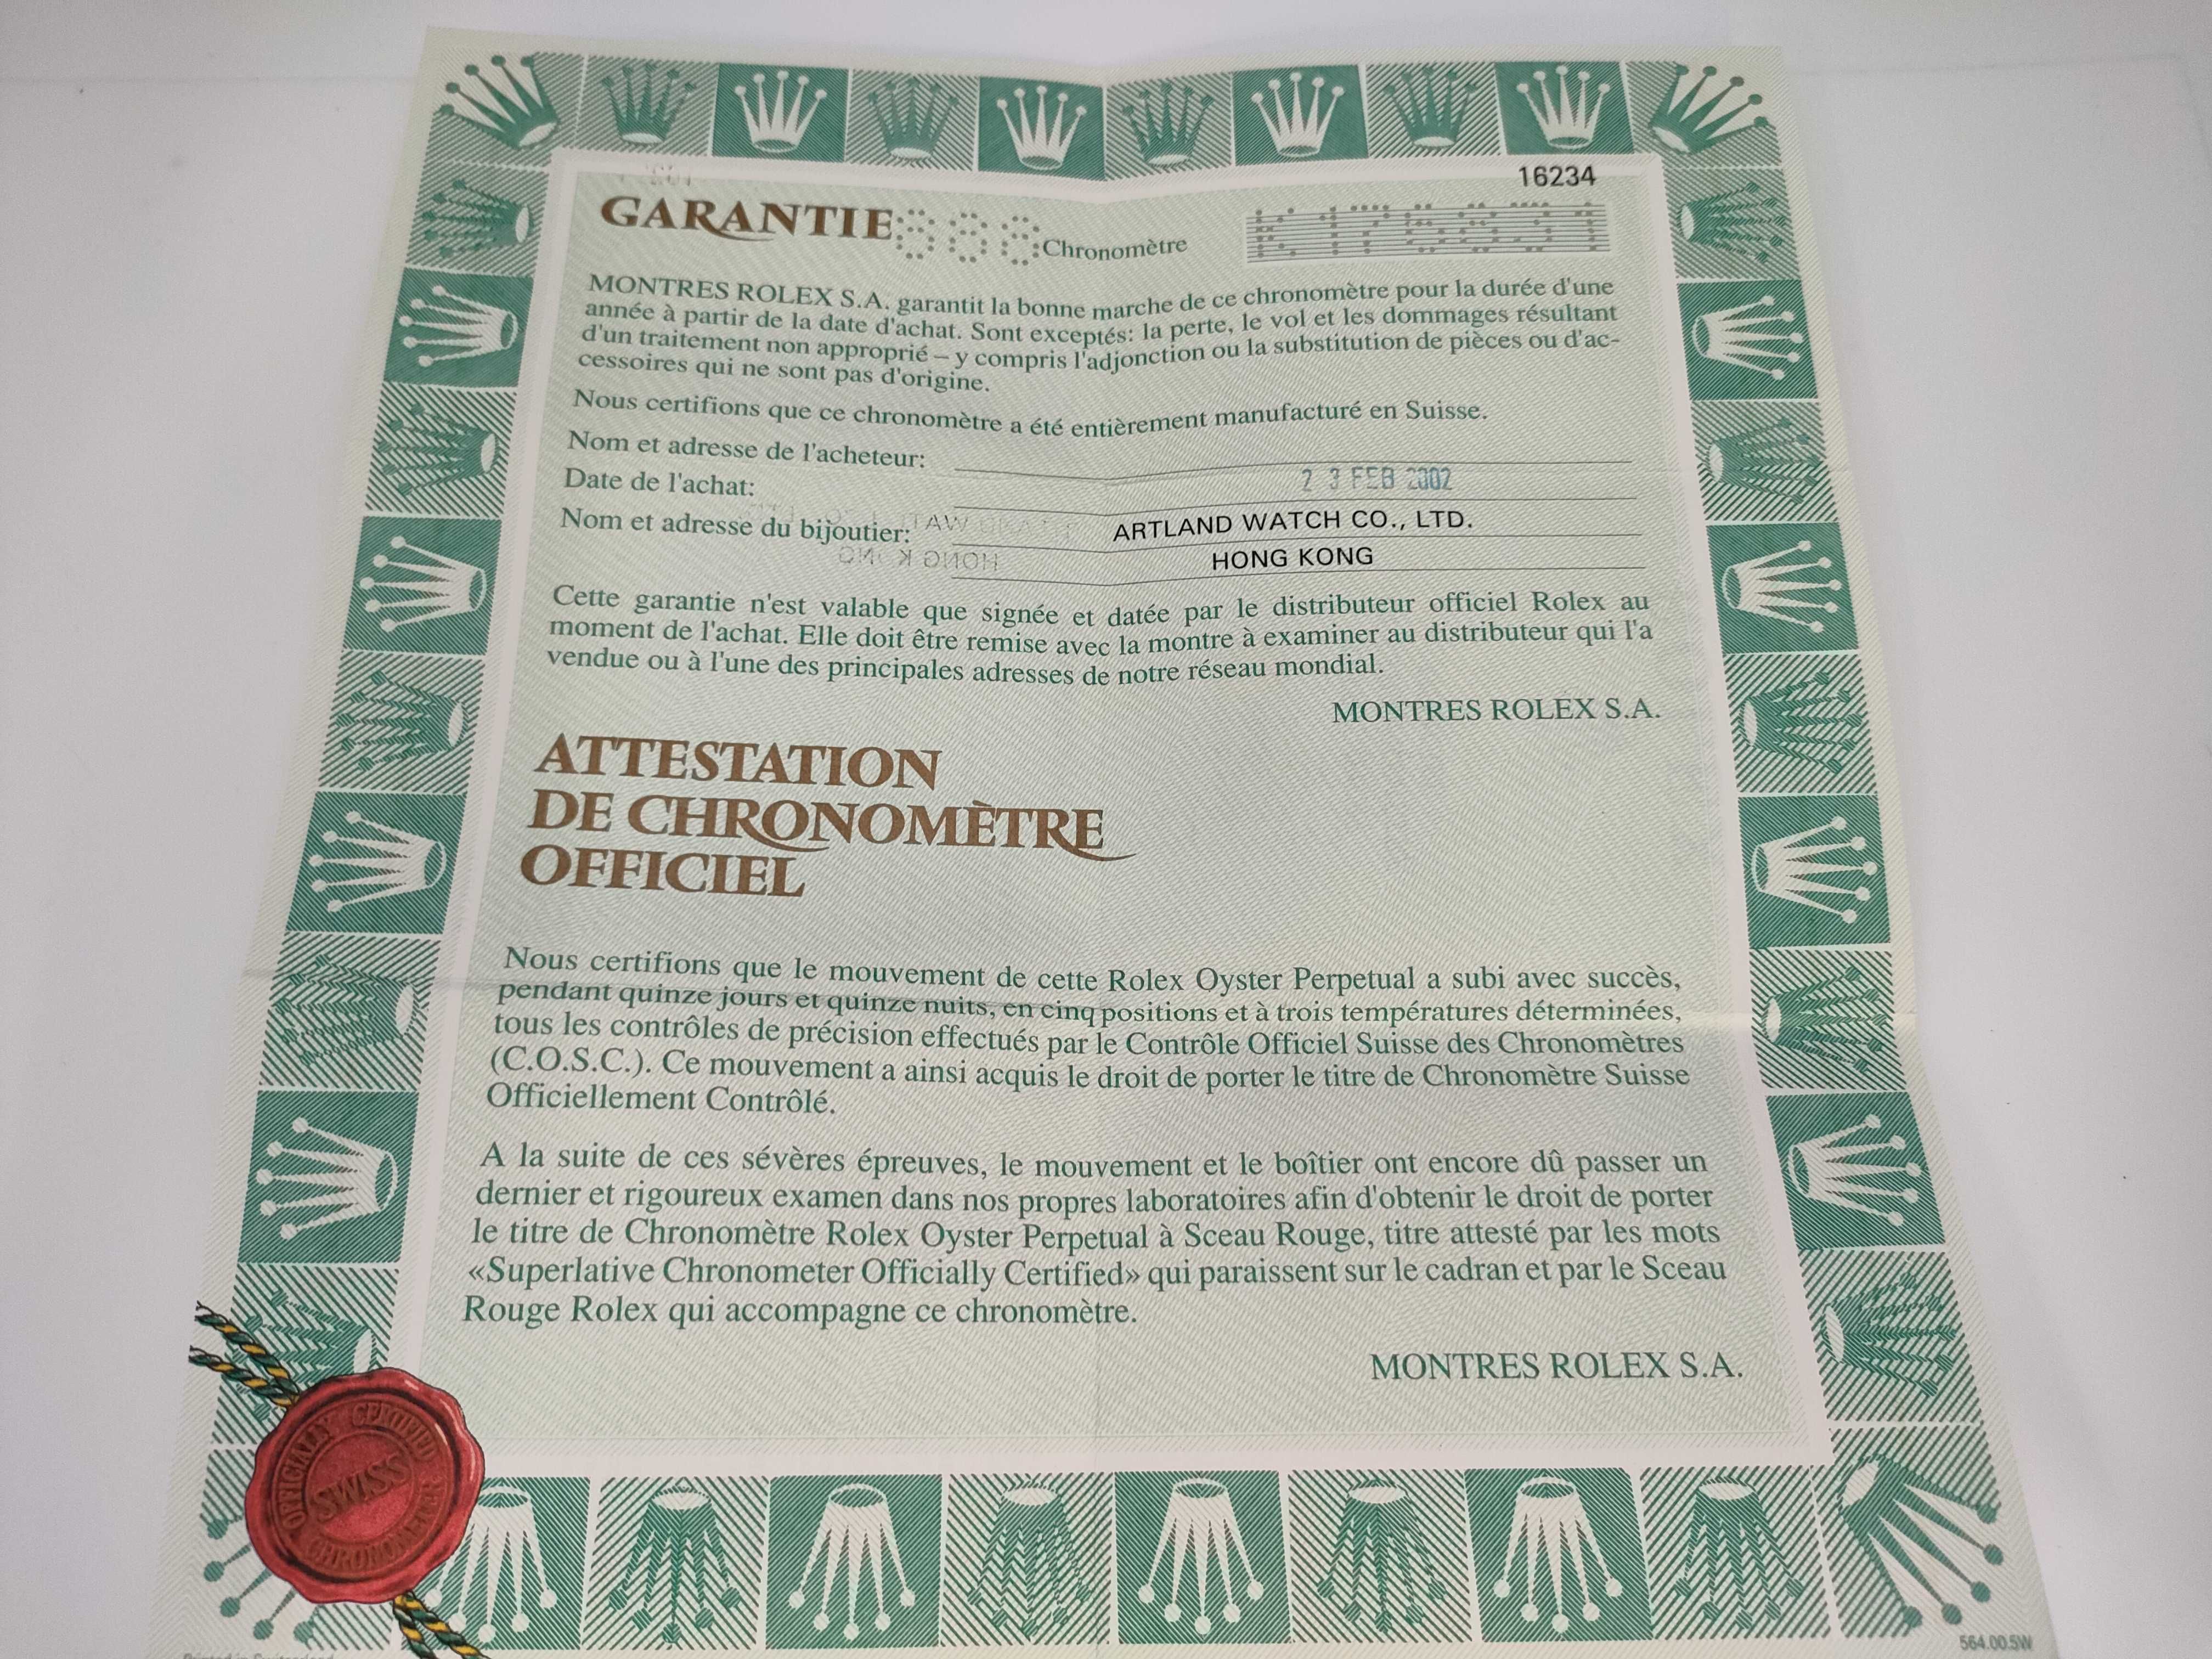 16234
GARANTIE 888 Chronomètre K175831
MONTRES ROLEX S.A. garantit la bonne marche de ce chronomètre pour la durée d'une
année à partir de la date d'achat. Sont exceptés: la perte, le vol et les dommages résultant
d'un traitement non approprié – y compris l'adjonction ou la substitution de pièces ou d'ac-
cessoires qui ne sont pas d'origine.
Nous certifions que ce chronomètre a été entièrement manufacturé en Suisse.
Nom et adresse de l'acheteur:
Date de l'achat: 23 FEB 2002
Nom et adresse du bijoutier: ARTLAND WATCH CO., LTD.
HONG KONG
Cette garantie n'est valable que signée et datée par le distributeur officiel Rolex au
moment de l'achat. Elle doit être remise avec la montre à examiner au distributeur qui l'a
vendue ou à l'une des principales adresses de notre réseau mondial.
MONTRES ROLEX S.A.
ATTESTATION
DE CHRONOMÈTRE
OFFICIEL
Nous certifions que le mouvement de cette Rolex Oyster Perpetual a subi avec succès,
pendant quinze jours et quinze nuits, en cinq positions et à trois températures déterminées,
tous les contrôles de précision effectués par le Contrôle Officiel Suisse des Chronomètres
(C.O.S.C.). Ce mouvement a ainsi acquis le droit de porter le titre de Chronomètre Suisse
Officiellement Contrôlé.
A la suite de ces sévères épreuves, le mouvement et le boîtier ont encore dû passer un
dernier et rigoureux examen dans nos propres laboratoires afin d'obtenir le droit de porter
le titre de Chronomètre Rolex Oyster Perpetual à Sceau Rouge, titre attesté par les mots
«Superlative Chronometer Officially Certified» qui paraissent sur le cadran et par le Sceau
Rouge Rolex qui accompagne ce chronomètre.
MONTRES ROLEX S.A.
OFFICIALLY CERTIFIED
SWISS
CHRONOMETER
564.00.5W